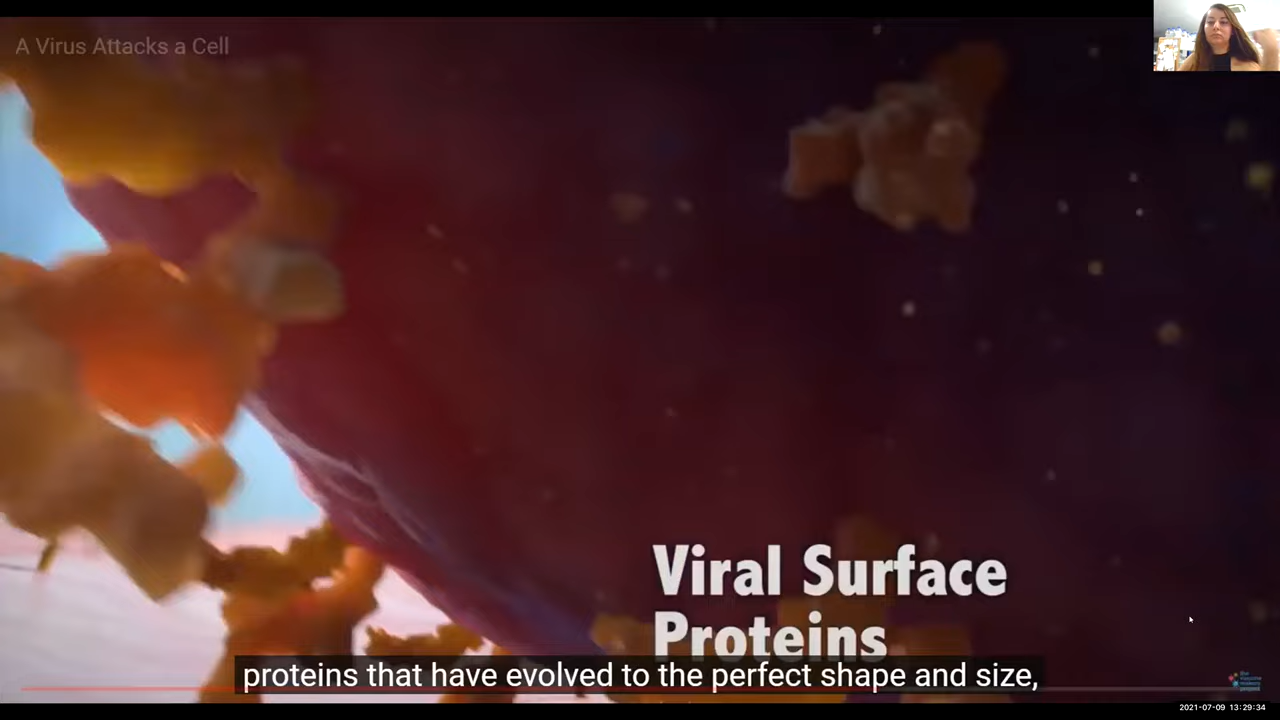 A Virus Attacks a Cell
Viral Surface
Proteins
proteins that have evolved to the perfect shape and size,
2021-07-09 13:29:34